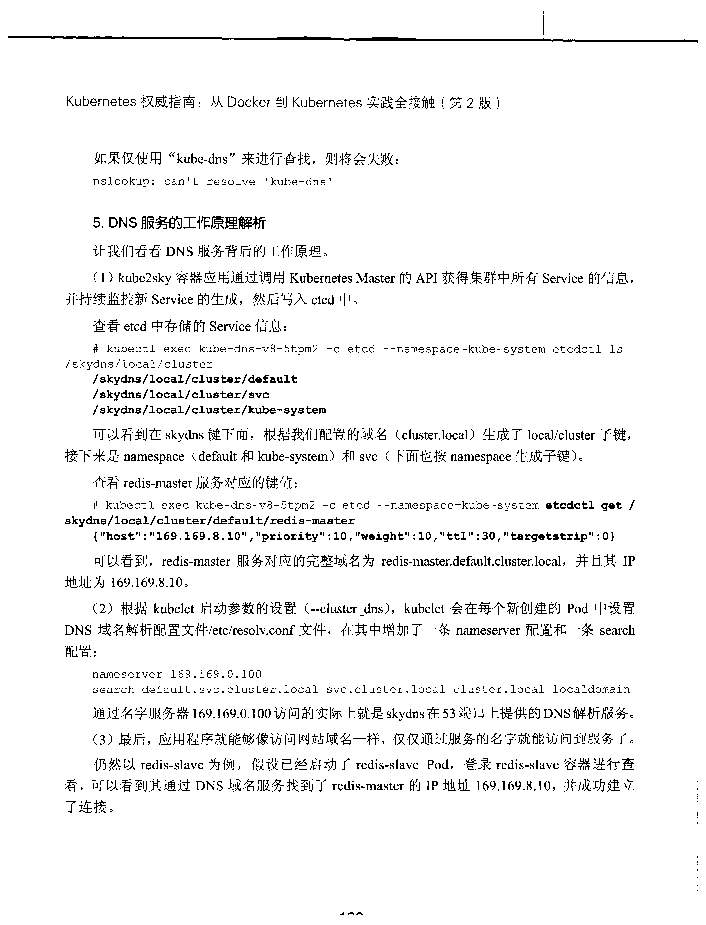 Kubernetes 权威指南：从 Docker 到 Kubernetes 实践全接触（第 2 版）
如果仅使用“kube-dns”来进行查找，则将会失败：
nslookup: can't resolve 'kube-dns'
5. DNS 服务的工作原理解析
让我们看看 DNS 服务背后的工作原理。
（1）kube2sky 容器应用通过调用 Kubernetes Master 的 API 获得集群中所有 Service 的信息，
并持续监控新 Service 的生成，然后写入 etcd 中。
查看 etcd 中存储的 Service 信息：
# kubectl exec kube-dns-v8-5tpm2 -c etcd --namespace=kube-system etcdctl ls
/skydns/local/cluster
/skydns/local/cluster/default
/skydns/local/cluster/svc
/skydns/local/cluster/kube-system
可以看到在 skydns 键下面，根据我们配置的域名（cluster.local）生成了 local/cluster 子键，
接下来是 namespace（default 和 kube-system）和 svc（下面也按 namespace 生成子键）。
查看 redis-master 服务对应的键值：
# kubectl exec kube-dns-v8-5tpm2 -c etcd --namespace=kube-system etcdctl get /
skydns/local/cluster/default/redis-master
{"host":"169.169.8.10","priority":10,"weight":10,"ttl":30,"targetstrip":0}
可以看到，redis-master 服务对应的完整域名为 redis-master.default.cluster.local，并且其 IP
地址为 169.169.8.10。
（2）根据 kubelet 启动参数的设置（--cluster_dns），kubelet 会在每个新创建的 Pod 中设置
DNS 域名解析配置文件/etc/resolv.conf 文件，在其中增加了一条 nameserver 配置和一条 search
配置：
nameserver 169.169.0.100
search default.svc.cluster.local svc.cluster.local cluster.local localdomain
通过名字服务器 169.169.0.100 访问的实际上就是 skydns 在 53 端口上提供的 DNS 解析服务。
（3）最后，应用程序就能够像访问网站域名一样，仅仅通过服务的名字就能访问到服务了。
仍然以 redis-slave 为例，假设已经启动了 redis-slave Pod，登录 redis-slave 容器进行查
看，可以看到其通过 DNS 域名服务找到了 redis-master 的 IP 地址 169.169.8.10，并成功建立
了连接。